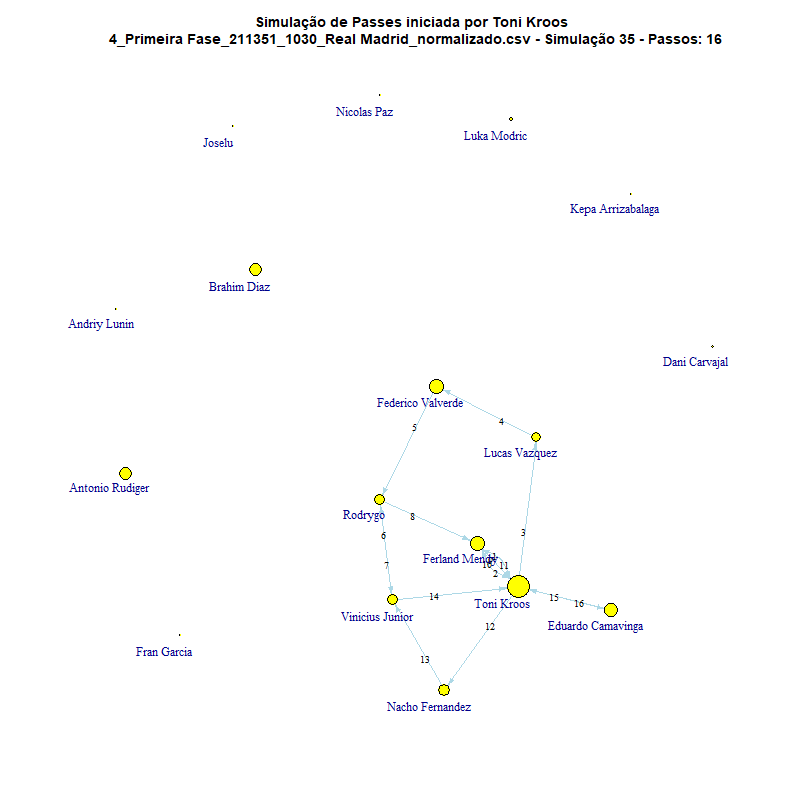 Simulação de Passes iniciada por Toni Kroos
4_Primeira Fase_211351_1030_Real Madrid_normalizado.csv - Simulação 35 - Passos: 16
Nicolas Paz
Luka Modric
Joselu
Kepa Arrizabalaga
Brahim Diaz
Andriy Lunin
Dani Carvajal
Federico Valverde
4
5
Lucas Vazquez
Antonio Rudiger
Rodrygo
8
3
6
Ferland Mendy
10
11
7
2
14
15
16
Toni Kroos
Vinicius Junior
Eduardo Camavinga
12
Fran Garcia
13
Nacho Fernandez